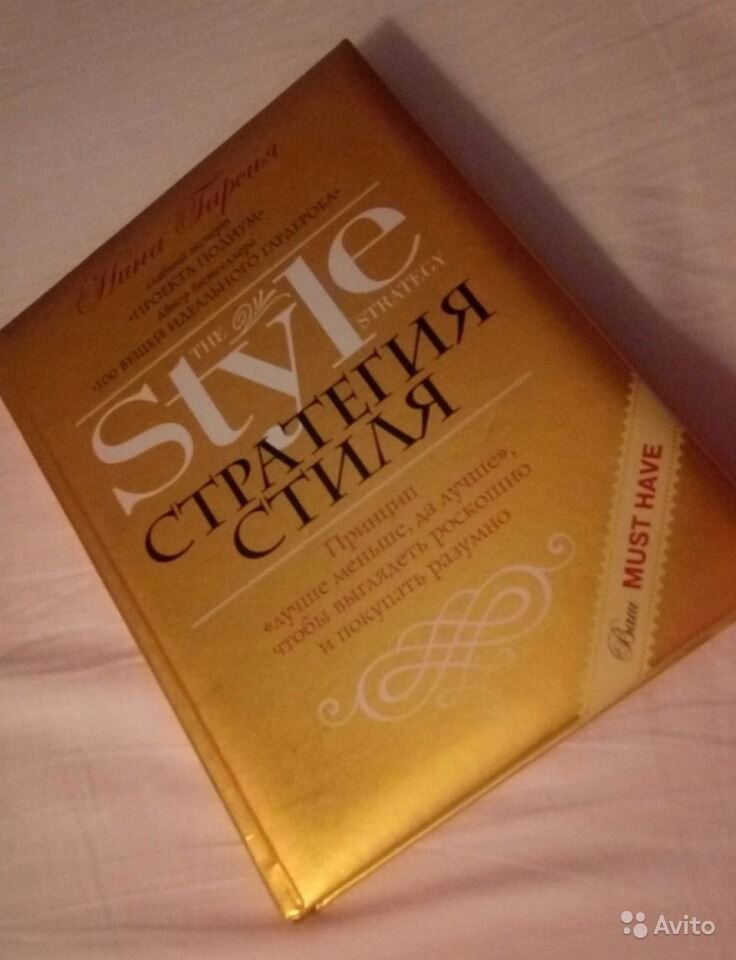 Нина Гарсия
главный эксперт
«ПРОЕКТА ПОДИУМ»
Автор бестселлера
«100 ВЕЩЕЙ ИДЕАЛЬНОГО ГАРДЕРОБА»
THE
Style
STRATEGY
СТРАТЕГИЯ
СТИЛЯ
Принцип
«лучше меньше, да лучше»,
чтобы выглядеть роскошно
и покупать разумно
Ваш MUST HAVE
Avito